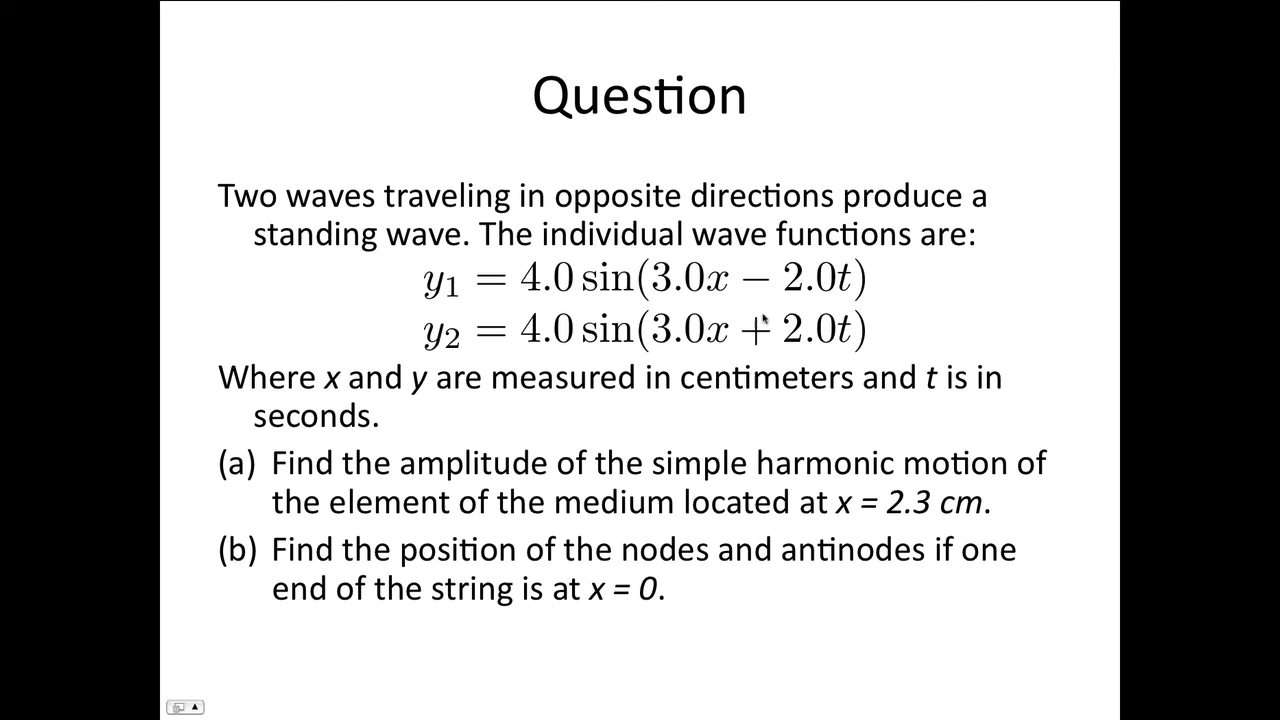 Question
Two waves traveling in opposite directions produce a
standing wave. The individual wave functions are:
y₁ = 4.0 sin(3.0x − 2.0t)
y₂ = 4.0 sin(3.0x + 2.0t)
Where x and y are measured in centimeters and t is in
seconds.
(a) Find the amplitude of the simple harmonic motion of
the element of the medium located at x = 2.3 cm.
(b) Find the position of the nodes and antinodes if one
end of the string is at x = 0.